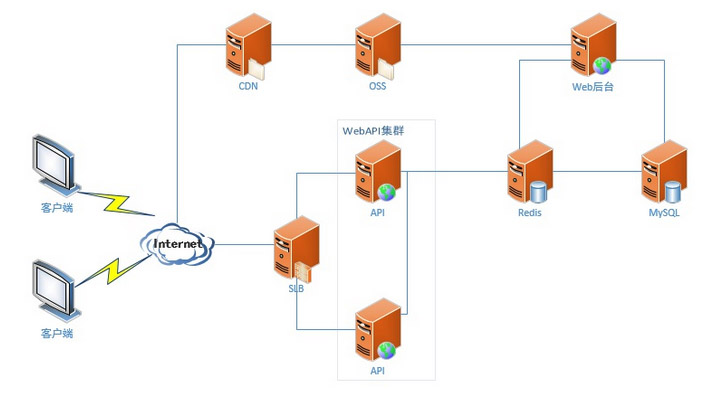 CDN
OSS
Web后台
WebAPI集群
客户端
API
Redis
MySQL
Internet
SLB
客户端
API